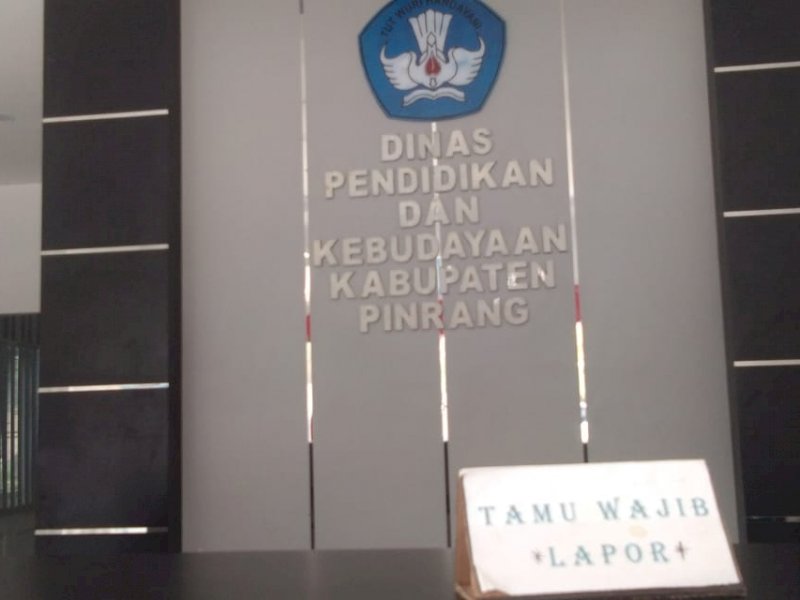 TUT WURI HANDAYANI
DINAS
PENDIDIKAN
DAN
KEBUDAYAAN
KABUPATEN
PINRANG
TAMU WAJIB
*LAPOR*